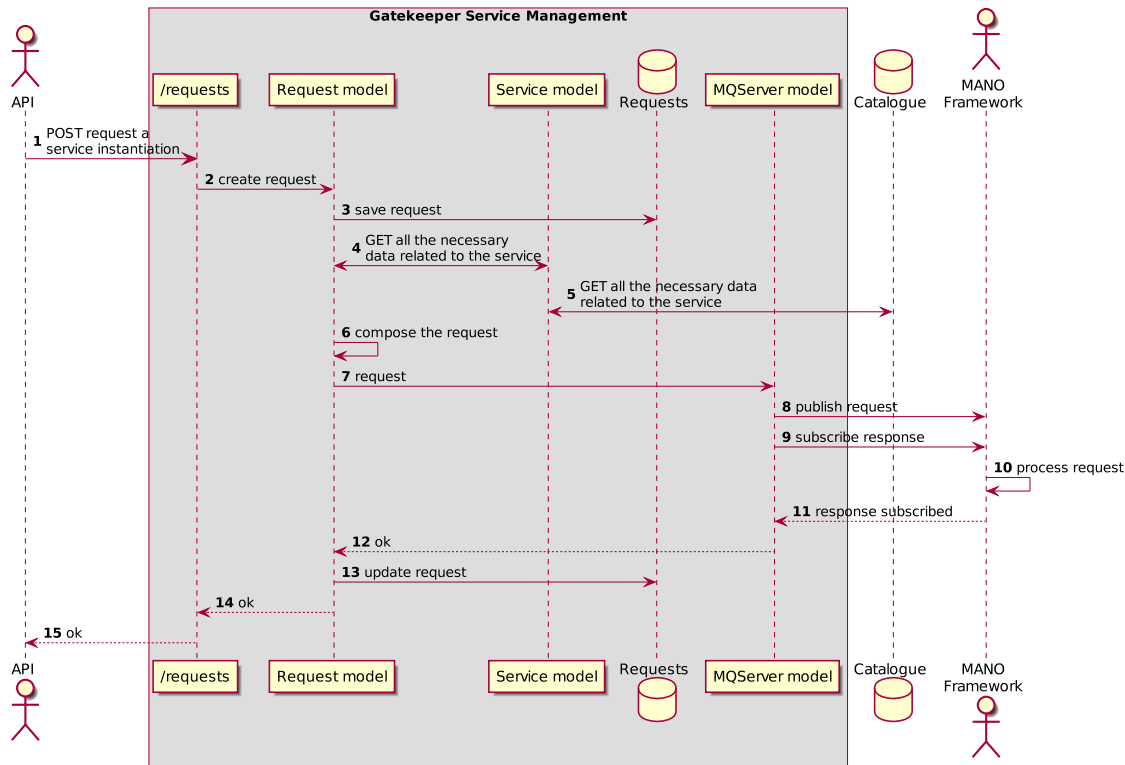 Gatekeeper Service Management
API
/requests
Request model
Service model
Requests
MQServer model
Catalogue
MANO
Framework
1 POST request a
service instantiation
2 create request
3 save request
4 GET all the necessary
data related to the service
5 GET all the necessary data
related to the service
6 compose the request
7 request
8 publish request
9 subscribe response
10 process request
11 response subscribed
12 ok
13 update request
14 ok
15 ok
API
/requests
Request model
Service model
Requests
MQServer model
Catalogue
MANO
Framework